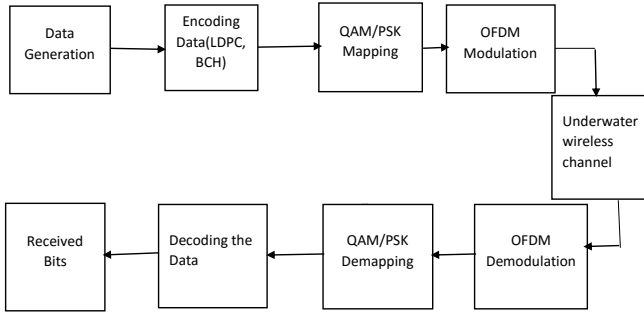 Data
Generation
Encoding
Data(LDPC,
BCH)
QAM/PSK
Mapping
OFDM
Modulation
Underwater
wireless
channel
OFDM
Demodulation
QAM/PSK
Demapping
Decoding the
Data
Received
Bits